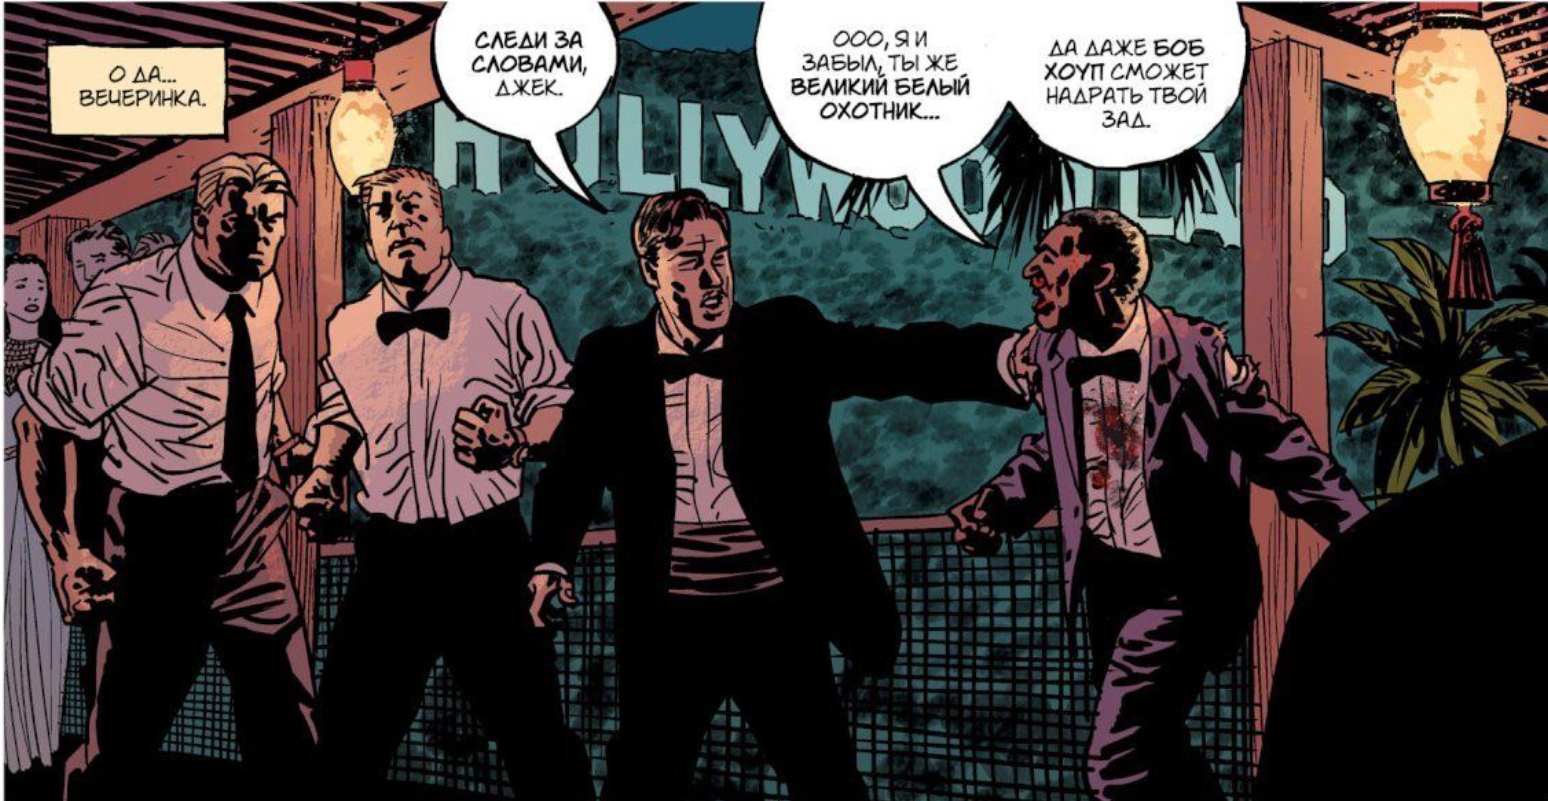 О ДА...
ВЕЧЕРИНКА.
СЛЕДИ ЗА
СЛОВАМИ,
ДЖЕК.
ООО, Я И
ЗАБЫЛ, ТЫ ЖЕ
ВЕЛИКИЙ БЕЛЫЙ
ОХОТНИК...
ДА ДАЖЕ БОБ
ХОУП СМОЖЕТ
НАДРАТЬ ТВОЙ
ЗАД.
HOLLYWOODLAND